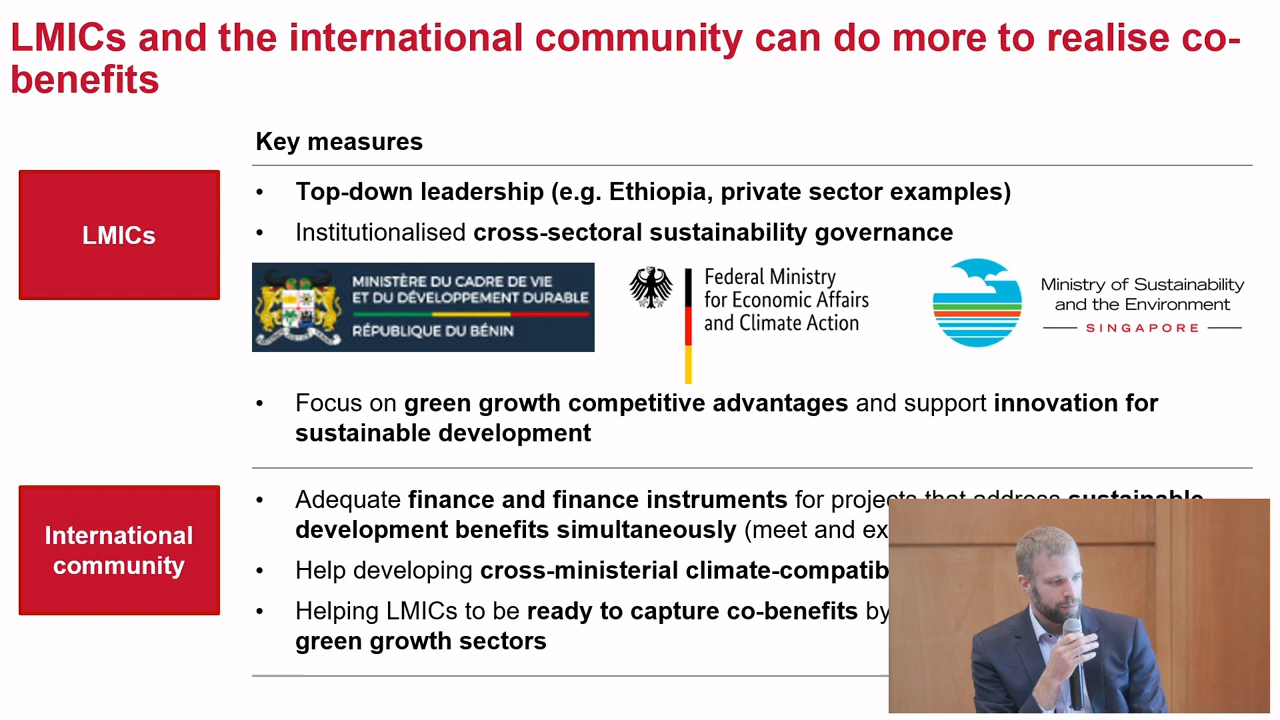 LMICs and the international community can do more to realise co-
benefits
Key measures
LMICs
• Top-down leadership (e.g. Ethiopia, private sector examples)
• Institutionalised cross-sectoral sustainability governance
MINISTÈRE DU CADRE DE VIE
ET DU DÉVELOPPEMENT DURABLE
RÉPUBLIQUE DU BÉNIN
Federal Ministry
for Economic Affairs
and Climate Action
Ministry of Sustainability
and the Environment
SINGAPORE
• Focus on green growth competitive advantages and support innovation for
sustainable development
International
community
• Adequate finance and finance instruments for projects that address sustainable
development benefits simultaneously (meet and
• Help developing cross-ministerial
• Helping LMICs to be ready to capture co-benefits by
green growth sectors